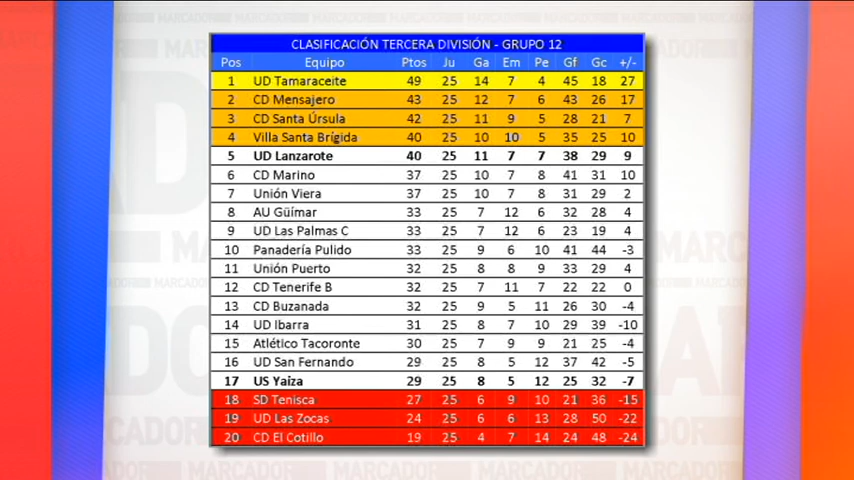 CLASIFICACIÓN TERCERA DIVISIÓN - GRUPO 12
Pos Equipo Ptos Ju Ga Em Pe Gf Gc +/-
1 UD Tamaraceite 49 25 14 7 4 45 18 27
2 CD Mensajero 43 25 12 7 6 43 26 17
3 CD Santa Úrsula 42 25 11 9 5 28 21 7
4 Villa Santa Brígida 40 25 10 10 5 35 25 10
5 UD Lanzarote 40 25 11 7 7 38 29 9
6 CD Marino 37 25 10 7 8 41 31 10
7 Unión Viera 37 25 10 7 8 31 29 2
8 AU Güímar 33 25 7 12 6 32 28 4
9 UD Las Palmas C 33 25 7 12 6 23 19 4
10 Panadería Pulido 33 25 9 6 10 41 44 -3
11 Unión Puerto 32 25 8 8 9 33 29 4
12 CD Tenerife B 32 25 7 11 7 22 22 0
13 CD Buzanada 32 25 9 5 11 26 30 -4
14 UD Ibarra 31 25 8 7 10 29 39 -10
15 Atlético Tacoronte 30 25 7 9 9 21 25 -4
16 UD San Fernando 29 25 8 5 12 37 42 -5
17 US Yaiza 29 25 8 5 12 25 32 -7
18 SD Tenisca 27 25 6 9 10 21 36 -15
19 UD Las Zocas 24 25 6 6 13 28 50 -22
20 CD El Cotillo 19 25 4 7 14 24 48 -24